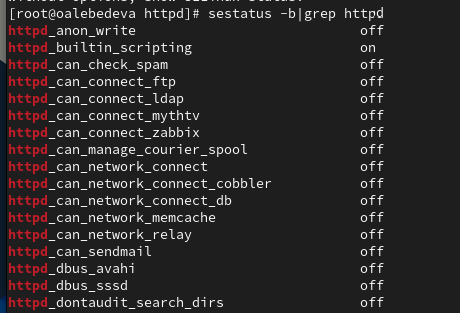 [root@oalebedeva httpd]# sestatus -b|grep httpd
httpd_anon_write off
httpd_builtin_scripting on
httpd_can_check_spam off
httpd_can_connect_ftp off
httpd_can_connect_ldap off
httpd_can_connect_mythtv off
httpd_can_connect_zabbix off
httpd_can_manage_courier_spool off
httpd_can_network_connect off
httpd_can_network_connect_cobbler off
httpd_can_network_connect_db off
httpd_can_network_memcache off
httpd_can_network_relay off
httpd_can_sendmail off
httpd_dbus_avahi off
httpd_dbus_sssd off
httpd_dontaudit_search_dirs off